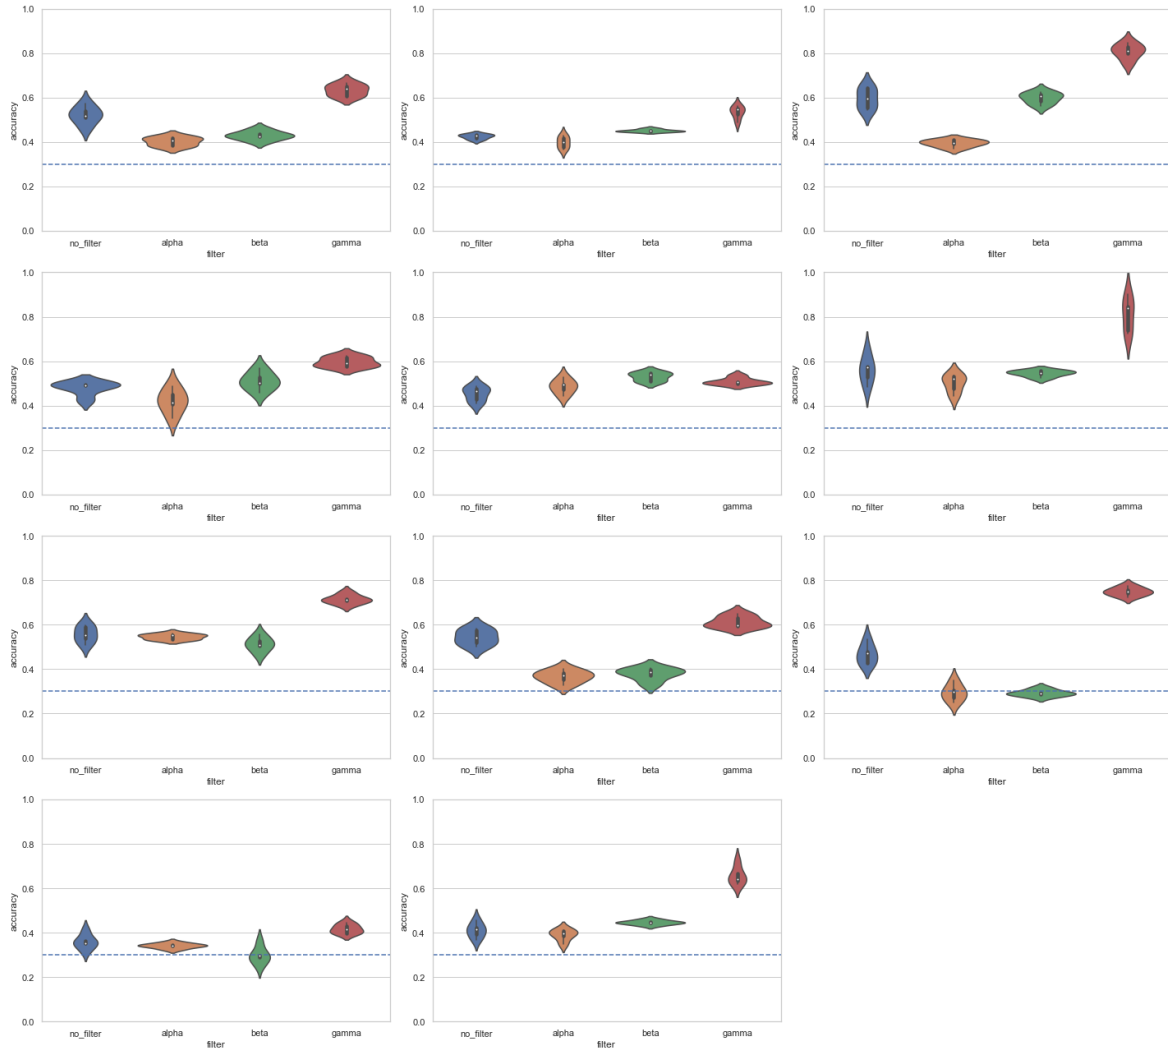 1.0 1.0 1.0
0.8 0.8 0.8
0.6 0.6 0.6
accuracy accuracy accuracy
0.4 0.4 0.4
0.2 0.2 0.2
0.0 0.0 0.0
no_filter alpha beta gamma no_filter alpha beta gamma no_filter alpha beta gamma
filter filter filter
1.0 1.0 1.0
0.8 0.8 0.8
0.6 0.6 0.6
accuracy accuracy accuracy
0.4 0.4 0.4
0.2 0.2 0.2
0.0 0.0 0.0
no_filter alpha beta gamma no_filter alpha beta gamma no_filter alpha beta gamma
filter filter filter
1.0 1.0 1.0
0.8 0.8 0.8
0.6 0.6 0.6
accuracy accuracy accuracy
0.4 0.4 0.4
0.2 0.2 0.2
0.0 0.0 0.0
no_filter alpha beta gamma no_filter alpha beta gamma no_filter alpha beta gamma
filter filter filter
1.0 1.0
0.8 0.8
0.6 0.6
accuracy accuracy
0.4 0.4
0.2 0.2
0.0 0.0
no_filter alpha beta gamma no_filter alpha beta gamma
filter filter